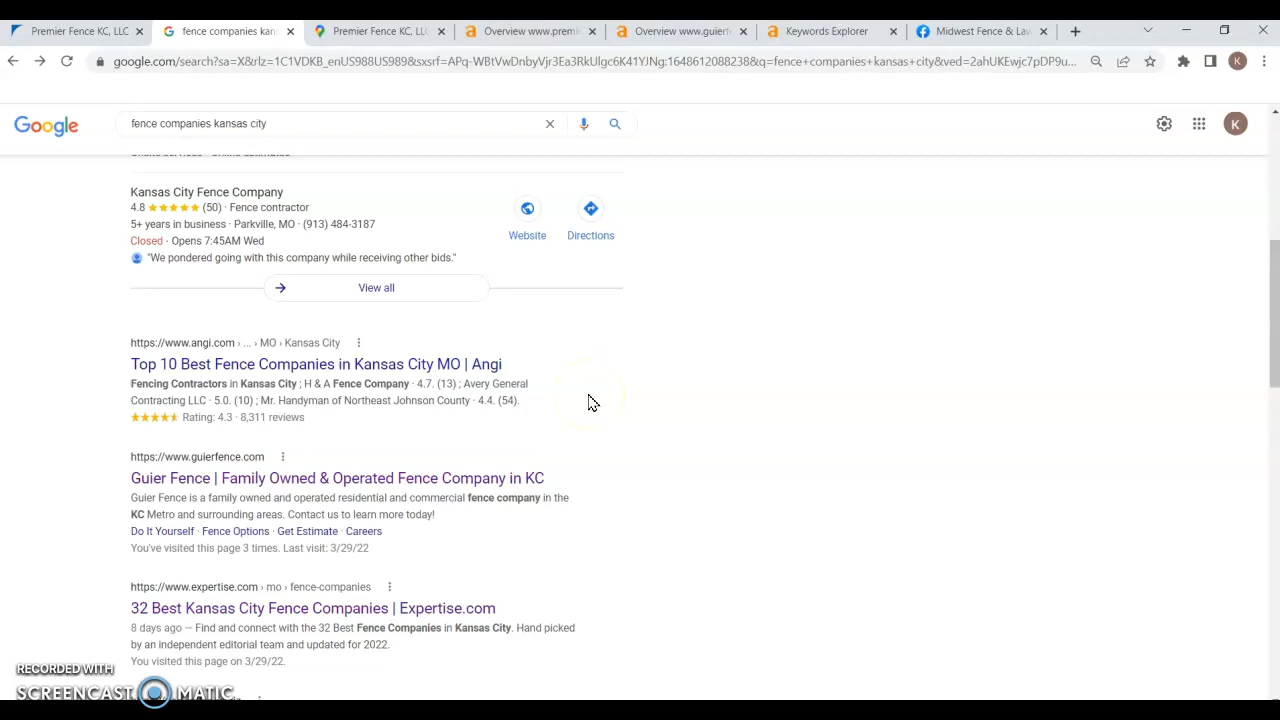 Premier Fence KC, LLC
fence companies kan
Premier Fence KC, LL
Overview www.premi
Overview www.guierf
Keywords Explorer
Midwest Fence & Law
google.com/search?sa=X&rlz=1C1VDKB_enUS988US989&sxsrf=APq-WBtVwDnbyVjr3Ea3RkUlgc6K41YJNg:1648612088238&q=fence+companies+kansas+city&ved=2ahUKEwjc7pDP9u...
K
Google
fence companies kansas city
K
Kansas City Fence Company
4.8 (50) · Fence contractor
5+ years in business · Parkville, MO · (913) 484-3187
Closed · Opens 7:45AM Wed
"We pondered going with this company while receiving other bids."
Website
Directions
View all
https://www.angi.com › ... › MO › Kansas City
Top 10 Best Fence Companies in Kansas City MO | Angi
Fencing Contractors in Kansas City ; H & A Fence Company · 4.7. (13) ; Avery General
Contracting LLC · 5.0. (10) ; Mr. Handyman of Northeast Johnson County · 4.4. (54).
Rating: 4.3 · 8,311 reviews
https://www.guierfence.com
Guier Fence | Family Owned & Operated Fence Company in KC
Guier Fence is a family owned and operated residential and commercial fence company in the
KC Metro and surrounding areas. Contact us to learn more today!
Do It Yourself · Fence Options · Get Estimate · Careers
You've visited this page 3 times. Last visit: 3/29/22
https://www.expertise.com › mo › fence-companies
32 Best Kansas City Fence Companies | Expertise.com
8 days ago — Find and connect with the 32 Best Fence Companies in Kansas City. Hand picked
by an independent editorial team and updated for 2022.
You visited this page on 3/29/22.
RECORDED WITH
SCREENCAST MATIC